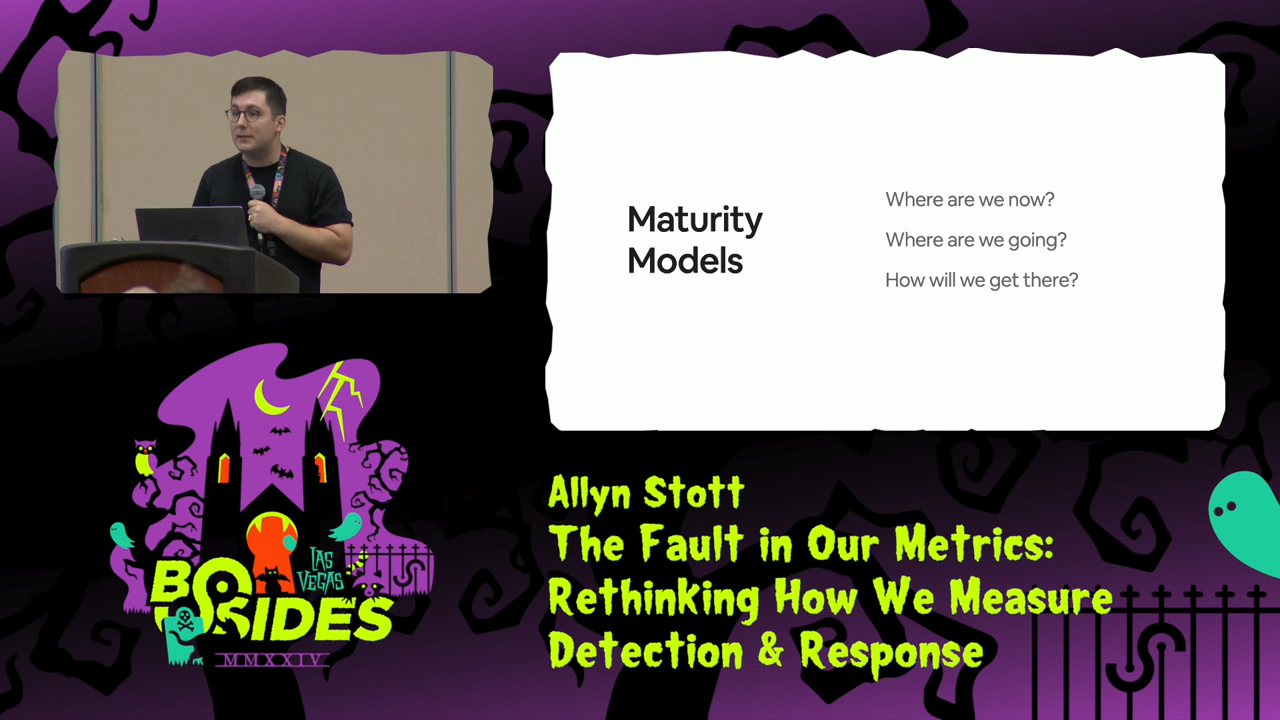 Maturity
Models
Where are we now?
Where are we going?
How will we get there?
Allyn Stott
The Fault in Our Metrics:
Rethinking How We Measure
Detection & Response
LAS
VEGAS
BSIDES
MMXXIV